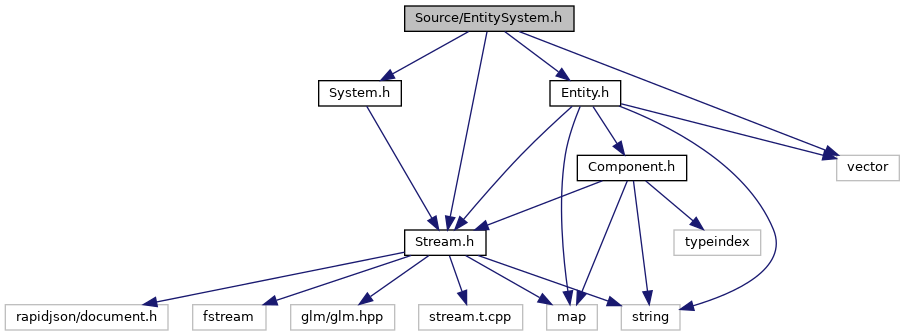 Source/EntitySystem.h
System.h
Entity.h
Component.h
vector
Stream.h
typeindex
rapidjson/document.h
fstream
glm/glm.hpp
stream.t.cpp
map
string